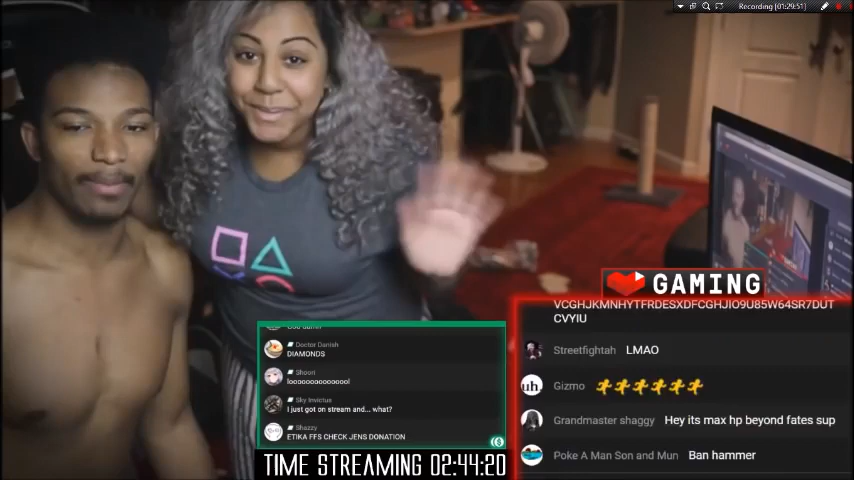 Recording [01:29:51]
GAMING
VCGHJKMNHYTFRDESXDFCGHJIO9U85W64SR7DUT
CVYIU
Streetfightah LMAO
uh.
Gizmo
Grandmaster shaggy Hey its max hp beyond fates sup
Poke A Man Son and Mun Ban hammer
Doctor Danish
DIAMONDS
Shoori
looooooooooooool
Sky Invictus
I just got on stream and... what?
Shazzy
ETIKA FFS CHECK JENS DONATION
TIME STREAMING 02:44:20